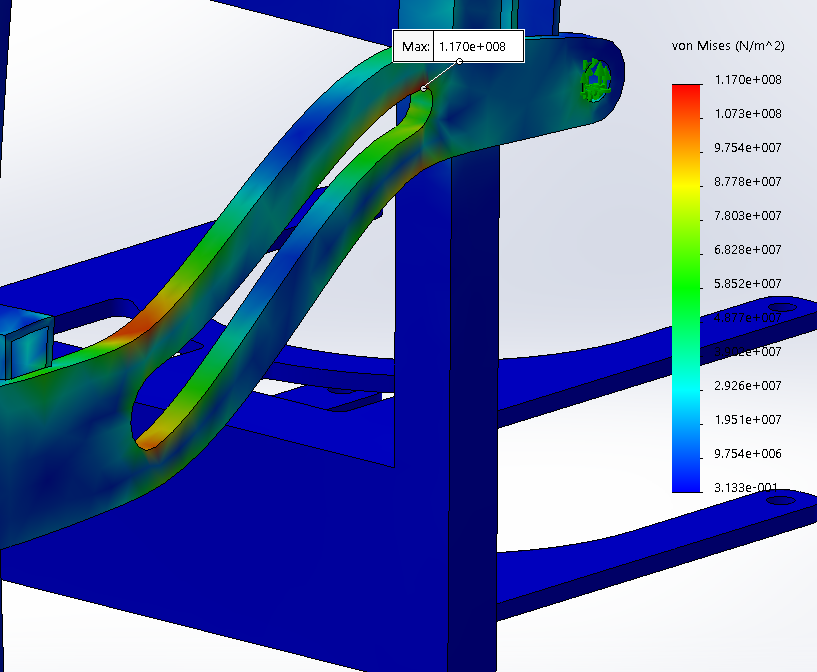 Max: 1.170e+008
von Mises (N/m^2)
1.170e+008
1.073e+008
9.754e+007
8.778e+007
7.803e+007
6.828e+007
5.852e+007
2.926e+007
1.951e+007
9.754e+006
3.133e-001